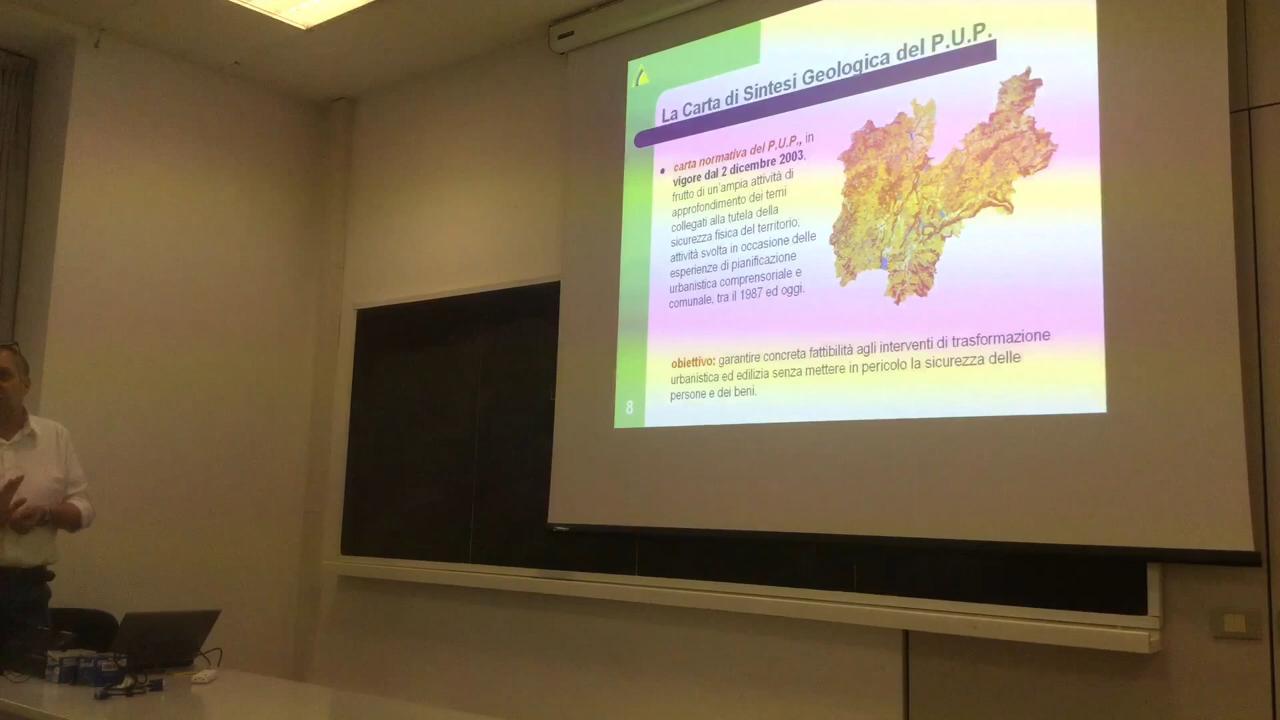 La Carta di Sintesi Geologica del P.U.P.
carta normativa del P.U.P., in
vigore dal 2 dicembre 2003,
frutto di un'ampia attività di
approfondimento dei temi
collegati alla tutela della
sicurezza fisica del territorio,
attività svolta in occasione delle
esperienze di pianificazione
urbanistica comprensoriale e
comunale, tra il 1987 ed oggi.
obiettivo: garantire concreta fattibilità agli interventi di trasformazione
urbanistica ed edilizia senza mettere in pericolo la sicurezza delle
persone e dei beni.
8